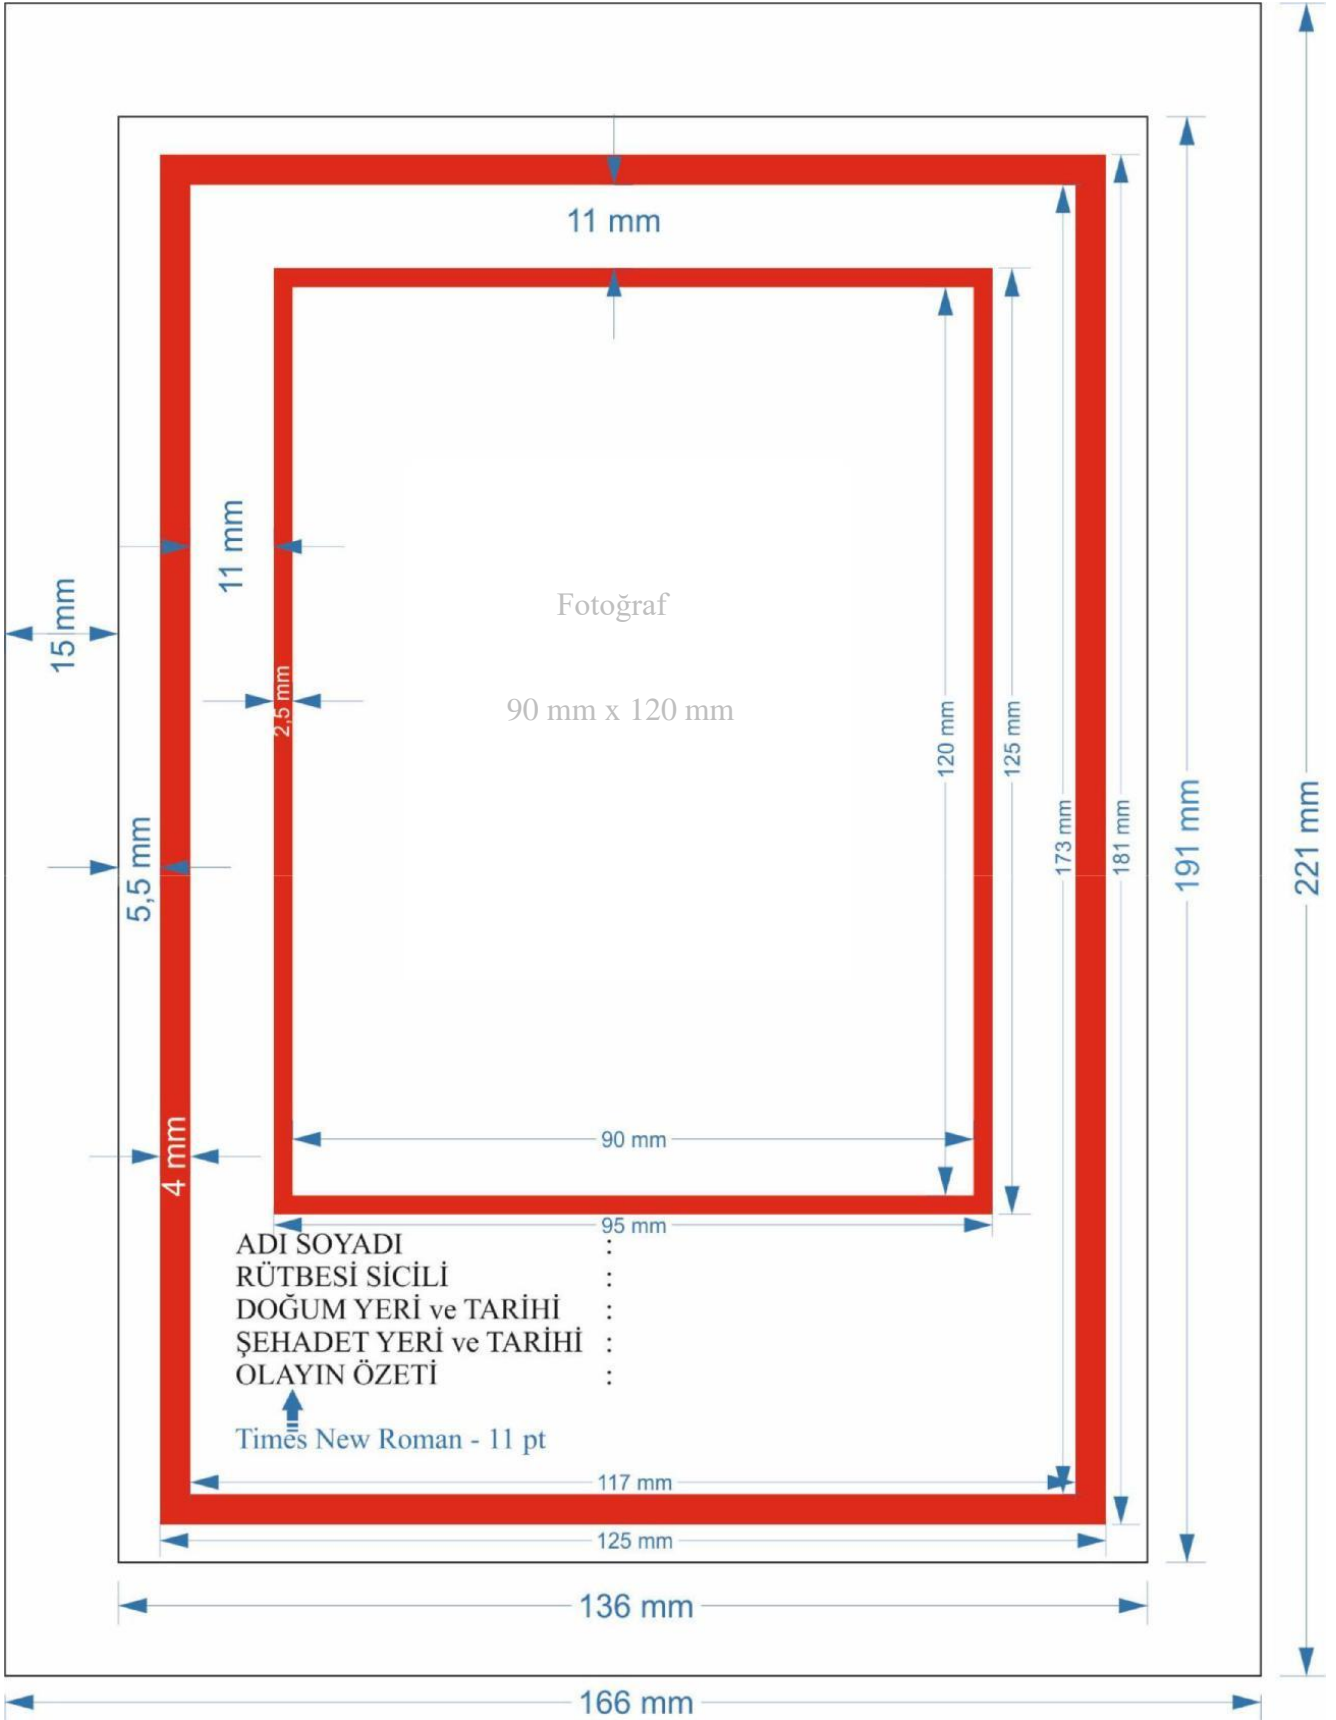 11 mm
11 mm
15 mm
Fotoğraf
2,5 mm
90 mm x 120 mm
120 mm
125 mm
173 mm
181 mm
191 mm
221 mm
5,5 mm
4 mm
90 mm
95 mm
ADI SOYADI :
RÜTBESİ SİCİLİ :
DOĞUM YERİ ve TARİHİ :
ŞEHADET YERİ ve TARİHİ :
OLAYIN ÖZETİ :
Times New Roman - 11 pt
117 mm
125 mm
136 mm
166 mm